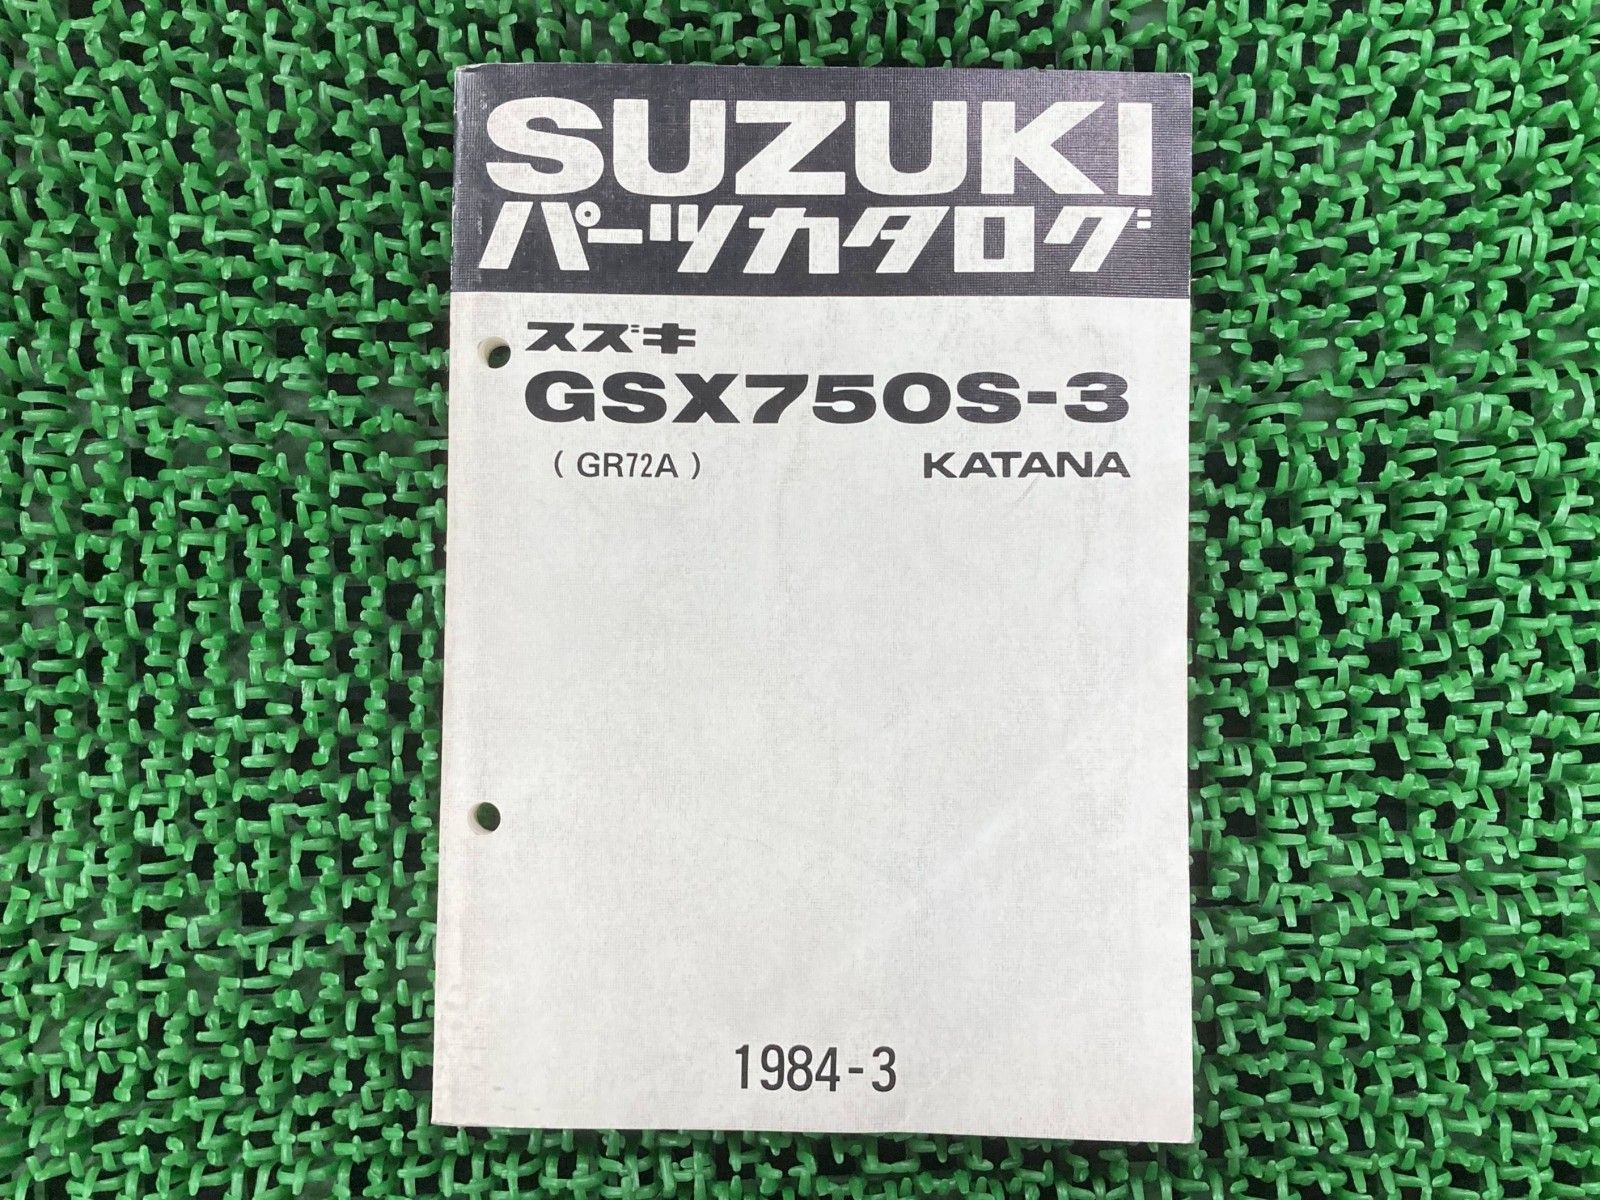 SUZUKI
パーツカタログ
スズキ
GSX750S-3
( GR72A ) KATANA
1984-3